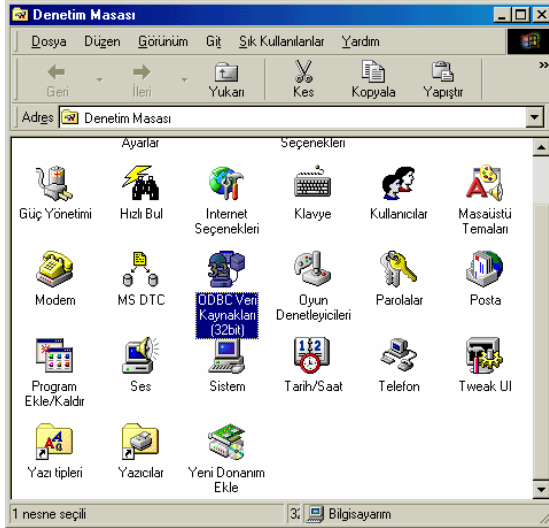 Denetim Masası
Dosya Düzen Görünüm Git Sık Kullanılanlar Yardım
Geri İleri Yukarı Kes Kopyala Yapıştır »
Adres Denetim Masası
Ayarlar Seçenekleri
Güç Yönetimi Hızlı Bul Internet Seçenekleri Klavye Kullanıcılar Masaüstü Temaları
Modem MS DTC ODBC Veri Kaynakları (32bit) Oyun Denetleyicileri Parolalar Posta
Program Ekle/Kaldır Ses Sistem Tarih/Saat Telefon Tweak UI
Yazı tipleri Yazıcılar Yeni Donanım Ekle
1 nesne seçili Bilgisayarım